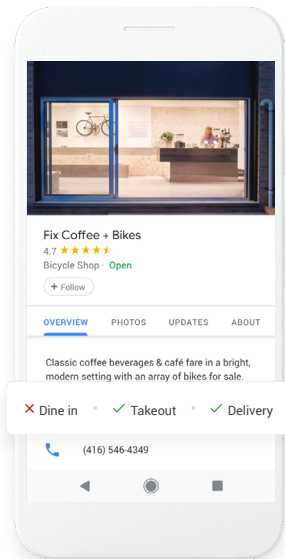 Fix Coffee + Bikes
4.7
Bicycle Shop · Open
+ Follow
OVERVIEW PHOTOS UPDATES ABOUT
Classic coffee beverages & café fare in a bright,
modern setting with an array of bikes for sale.
Dine in · Takeout · Delivery
(416) 546-4349